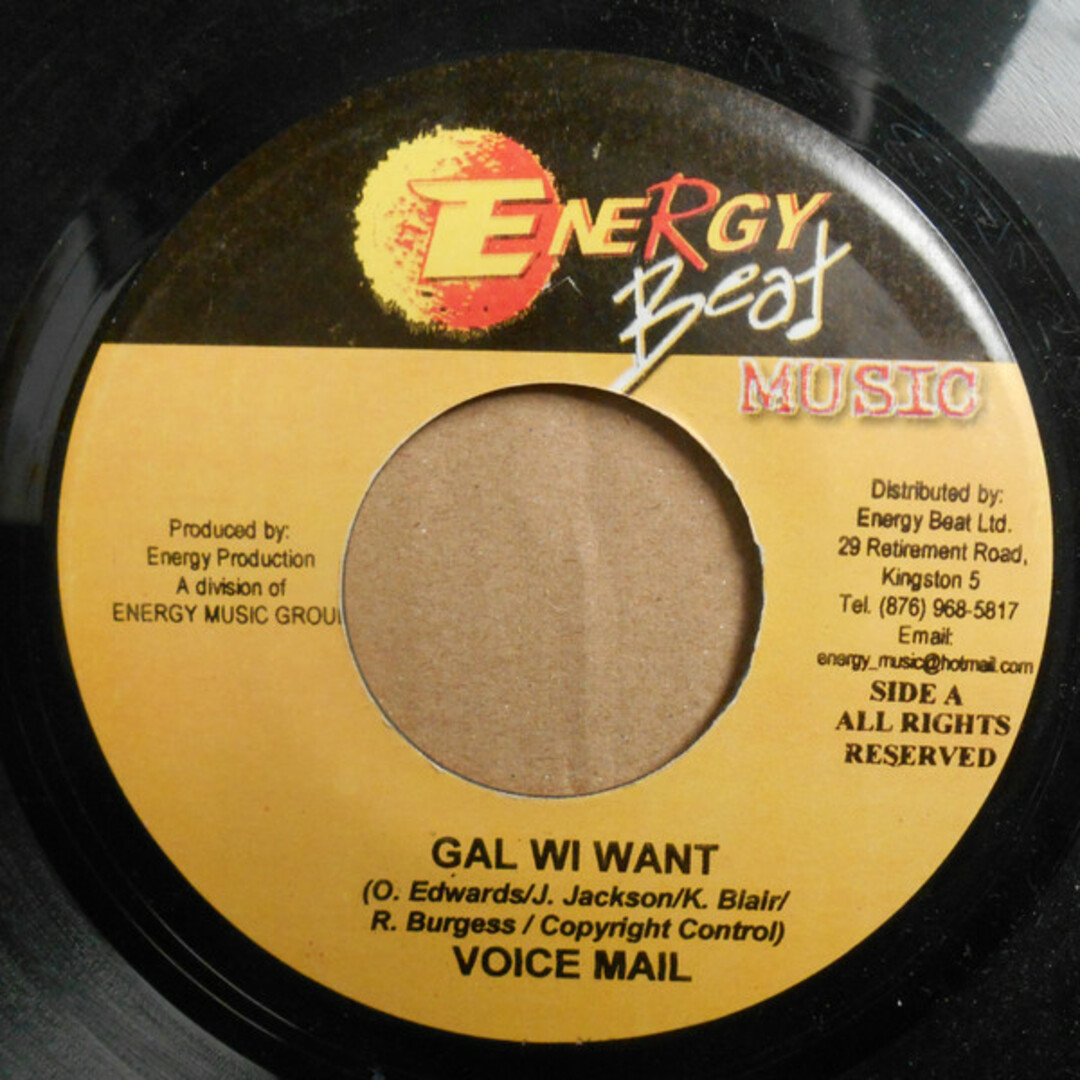 ENERGY
Beat
MUSIC
Produced by:
Energy Production
A division of
ENERGY MUSIC GROU
Distributed by:
Energy Beat Ltd.
29 Retirement Road,
Kingston 5
Tel. (876) 968-5817
Email:
energy_music@hotmail.com
SIDE A
ALL RIGHTS
RESERVED
GAL WI WANT
(O. Edwards/J. Jackson/K. Blair/
R. Burgess / Copyright Control)
VOICE MAIL